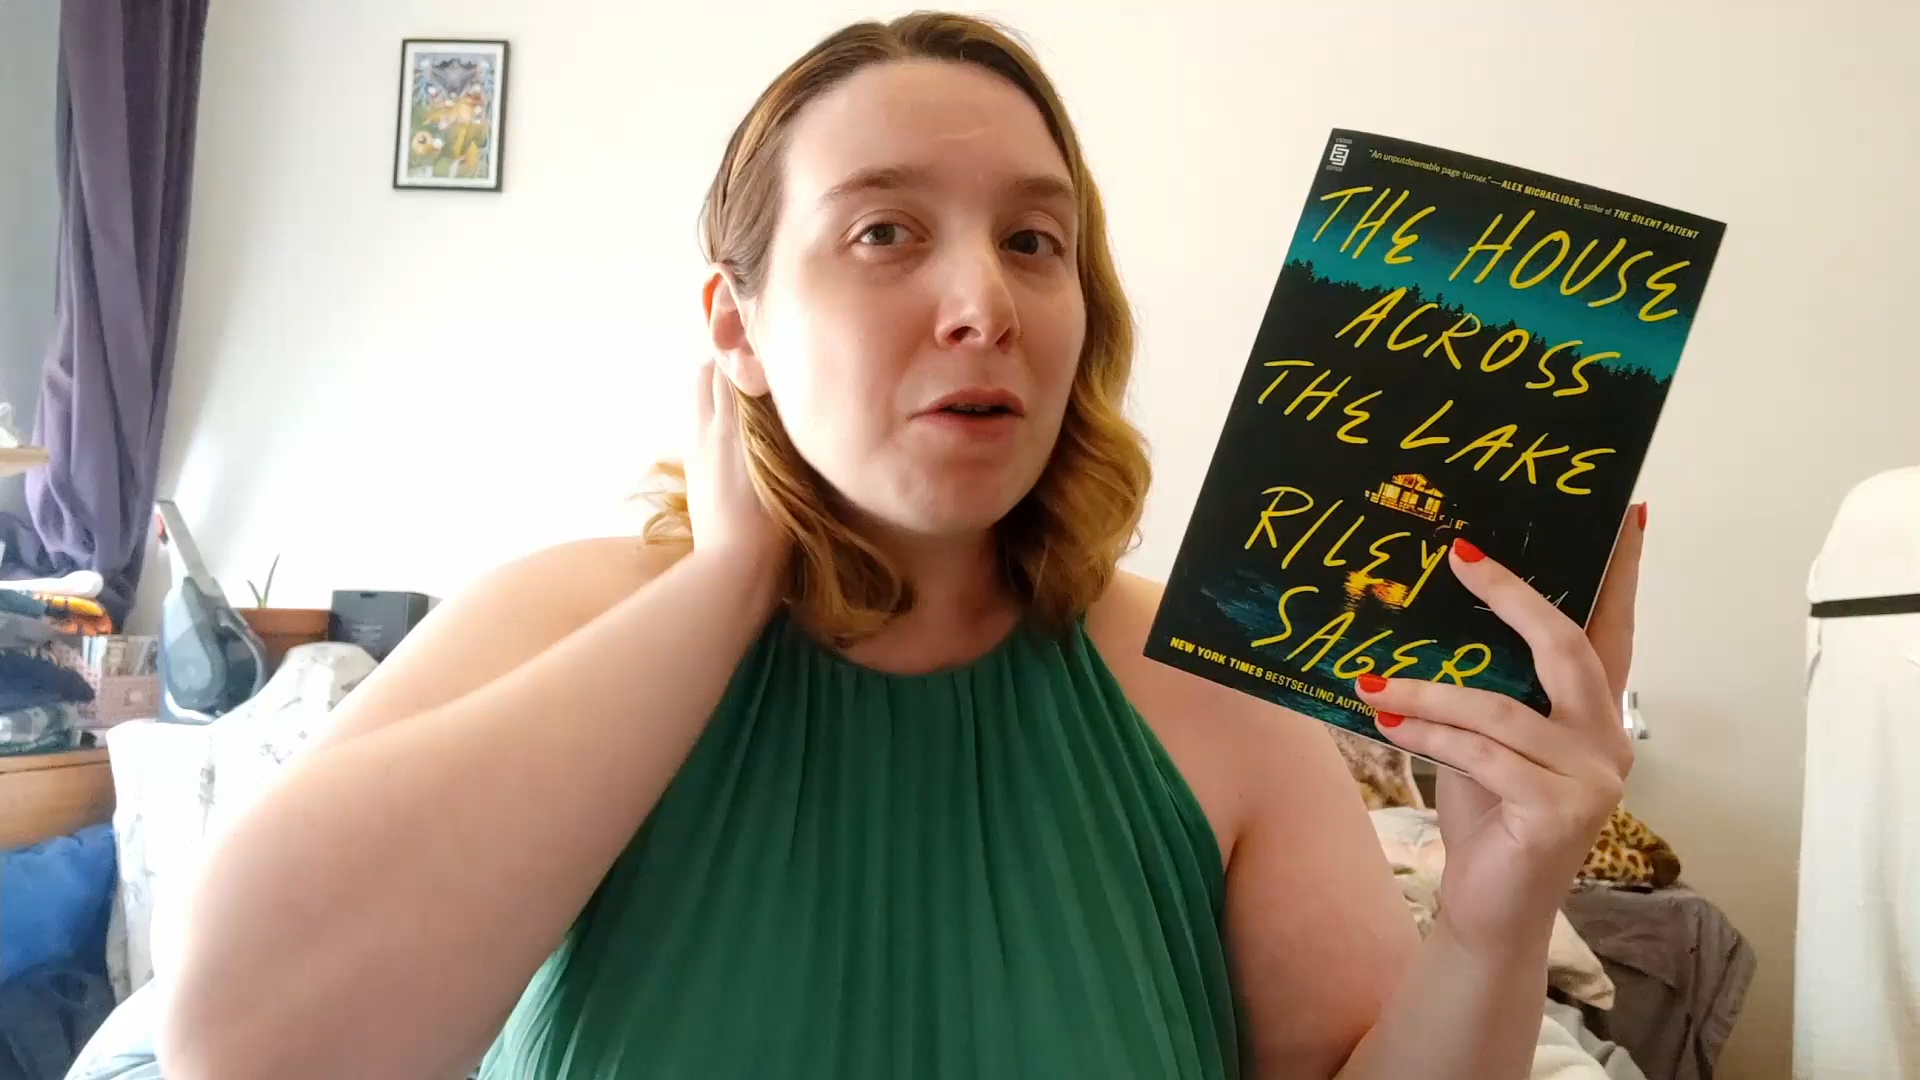 "An unputdownable page-turner."—ALEX MICHAELIDES, author of THE SILENT PATIENT
THE HOUSE
ACROSS
THE LAKE
RILEY
SAGER
NEW YORK TIMES BESTSELLING AUTHOR